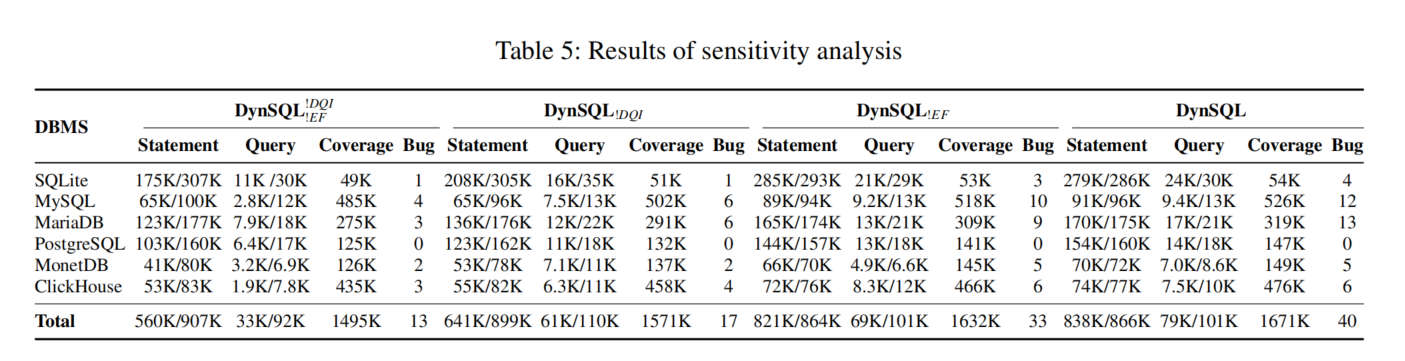 Table 5: Results of sensitivity analysis
DBMS DynSQL!DQI!EF DynSQL!DQI DynSQL!EF DynSQL
Statement Query Coverage Bug Statement Query Coverage Bug Statement Query Coverage Bug Statement Query Coverage Bug
SQLite 175K/307K 11K /30K 49K 1 208K/305K 16K/35K 51K 1 285K/293K 21K/29K 53K 3 279K/286K 24K/30K 54K 4
MySQL 65K/100K 2.8K/12K 485K 4 65K/96K 7.5K/13K 502K 6 89K/94K 9.2K/13K 518K 10 91K/96K 9.4K/13K 526K 12
MariaDB 123K/177K 7.9K/18K 275K 3 136K/176K 12K/22K 291K 6 165K/174K 13K/21K 309K 9 170K/175K 17K/21K 319K 13
PostgreSQL 103K/160K 6.4K/17K 125K 0 123K/162K 11K/18K 132K 0 144K/157K 13K/18K 141K 0 154K/160K 14K/18K 147K 0
MonetDB 41K/80K 3.2K/6.9K 126K 2 53K/78K 7.1K/11K 137K 2 66K/70K 4.9K/6.6K 145K 5 70K/72K 7.0K/8.6K 149K 5
ClickHouse 53K/83K 1.9K/7.8K 435K 3 55K/82K 6.3K/11K 458K 4 72K/76K 8.3K/12K 466K 6 74K/77K 7.5K/10K 476K 6
Total 560K/907K 33K/92K 1495K 13 641K/899K 61K/110K 1571K 17 821K/864K 69K/101K 1632K 33 838K/866K 79K/101K 1671K 40